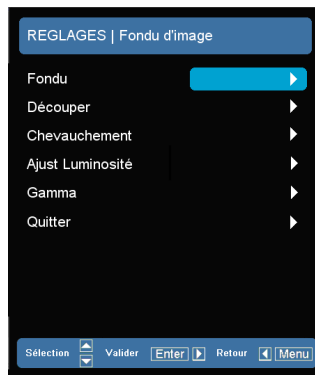 REGLAGES | Fondu d'image
Fondu
Découper
Chevauchement
Ajust Luminosité
Gamma
Quitter
Sélection Valider Enter Retour Menu